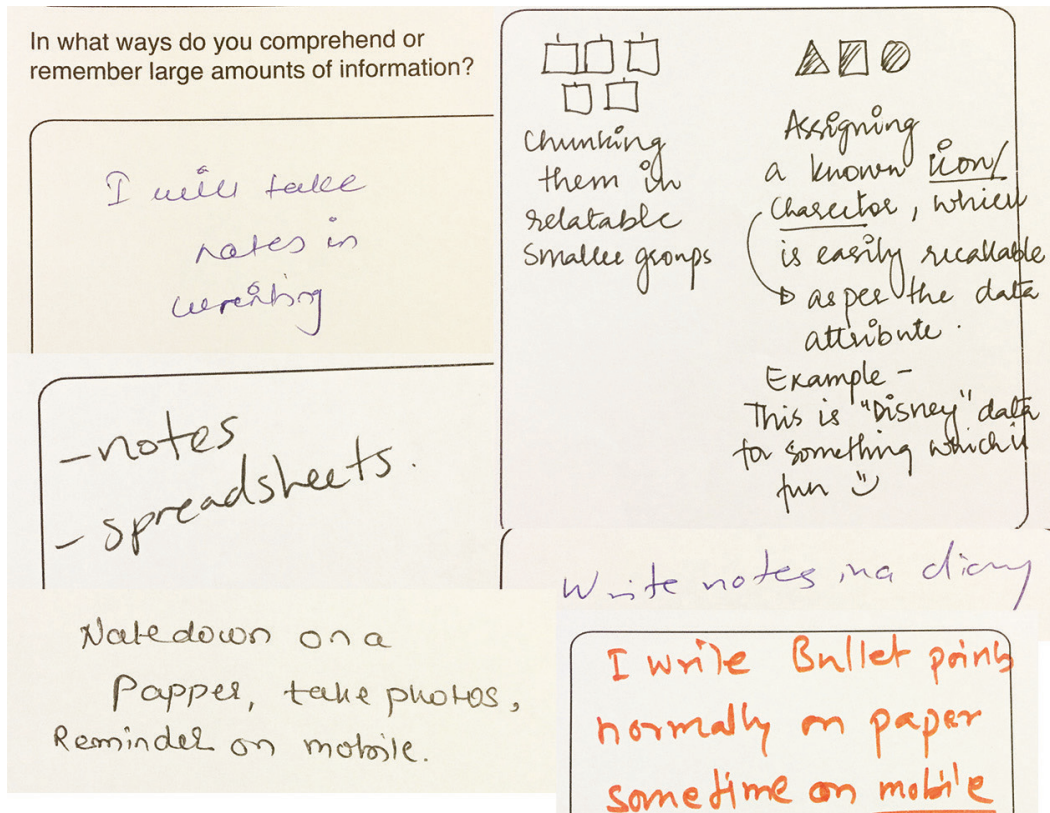 In what ways do you comprehend or
remember large amounts of information?
I will take
notes in
wreiting
- notes
- spreadsheets.
Notedown on a
Papper, take photos,
Reminder on mobile.
Chunking
them in
relatable
Smaller groups
Assigning
a known icon/
Charector, which
is easily recallable
as per the data
attribute.
Example -
This is "Disney" data
for something which is
fun
Write notes in a diary
I write Bullet points
normally on paper
sometime on mobile